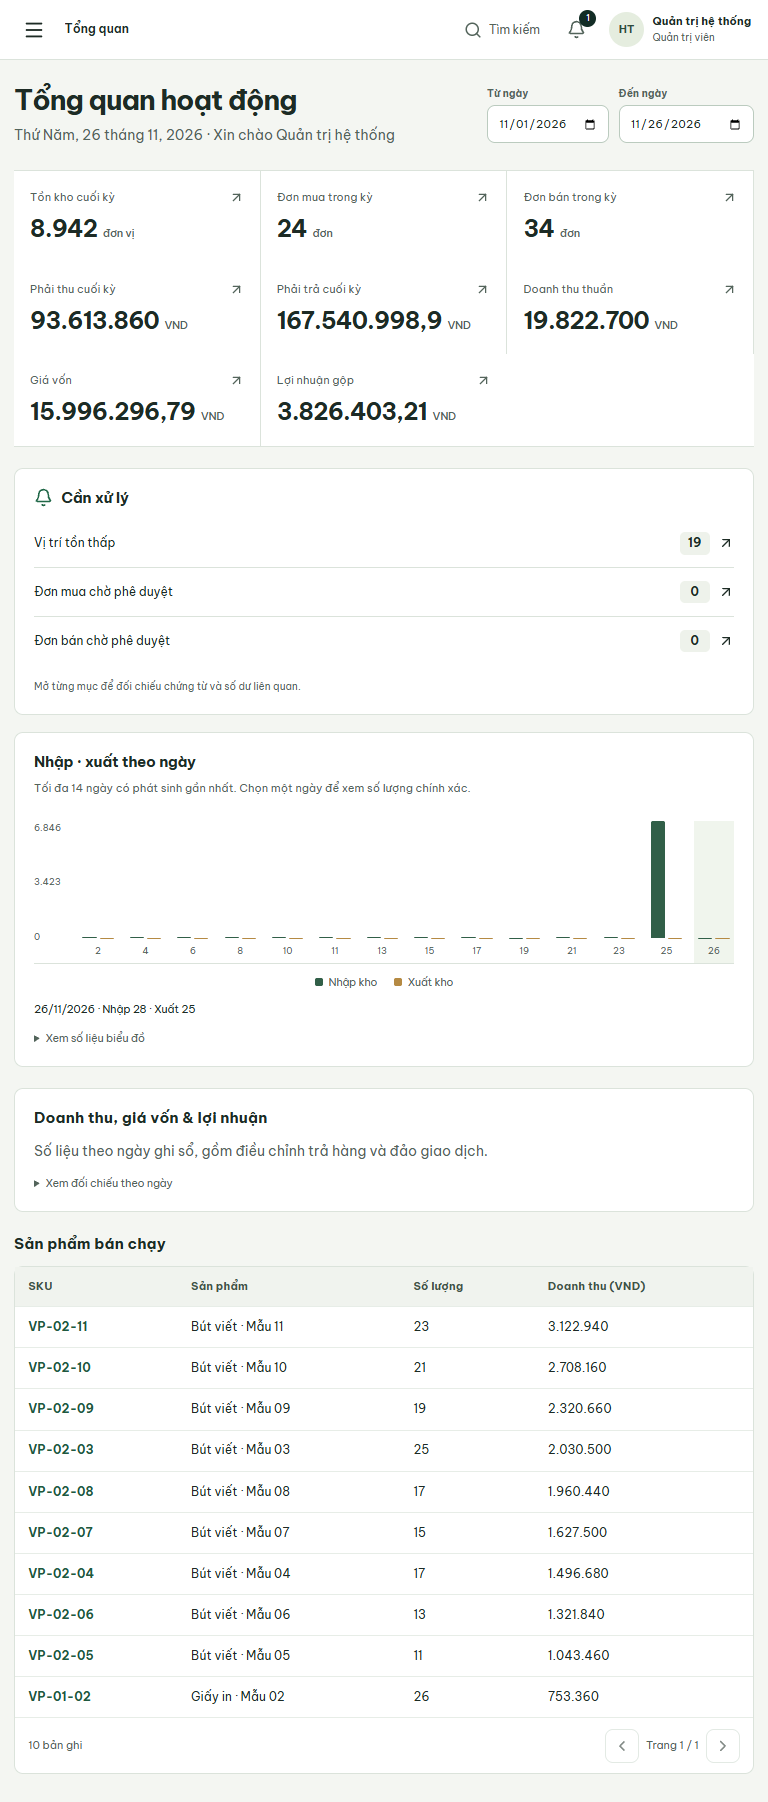 Tổng quan
Tìm kiếm
1
HT
Quản trị hệ thống
Quản trị viên
Tổng quan hoạt động
Thứ Năm, 26 tháng 11, 2026 · Xin chào Quản trị hệ thống
Từ ngày
Đến ngày
11/01/2026
11/26/2026
Tồn kho cuối kỳ
8.942 đơn vị
Đơn mua trong kỳ
24 đơn
Đơn bán trong kỳ
34 đơn
Phải thu cuối kỳ
93.613.860 VND
Phải trả cuối kỳ
167.540.998,9 VND
Doanh thu thuần
19.822.700 VND
Giá vốn
15.996.296,79 VND
Lợi nhuận gộp
3.826.403,21 VND
Cần xử lý
Vị trí tồn thấp 19
Đơn mua chờ phê duyệt 0
Đơn bán chờ phê duyệt 0
Mở từng mục để đối chiếu chứng từ và số dư liên quan.
Nhập · xuất theo ngày
Tối đa 14 ngày có phát sinh gần nhất. Chọn một ngày để xem số lượng chính xác.
6.846
3.423
0
2 4 6 8 10 11 13 15 17 19 21 23 25 26
Nhập kho Xuất kho
26/11/2026 · Nhập 28 · Xuất 25
Xem số liệu biểu đồ
Doanh thu, giá vốn & lợi nhuận
Số liệu theo ngày ghi sổ, gồm điều chỉnh trả hàng và đảo giao dịch.
Xem đối chiếu theo ngày
Sản phẩm bán chạy
SKU Sản phẩm Số lượng Doanh thu (VND)
VP-02-11 Bút viết · Mẫu 11 23 3.122.940
VP-02-10 Bút viết · Mẫu 10 21 2.708.160
VP-02-09 Bút viết · Mẫu 09 19 2.320.660
VP-02-03 Bút viết · Mẫu 03 25 2.030.500
VP-02-08 Bút viết · Mẫu 08 17 1.960.440
VP-02-07 Bút viết · Mẫu 07 15 1.627.500
VP-02-04 Bút viết · Mẫu 04 17 1.496.680
VP-02-06 Bút viết · Mẫu 06 13 1.321.840
VP-02-05 Bút viết · Mẫu 05 11 1.043.460
VP-01-02 Giấy in · Mẫu 02 26 753.360
10 bản ghi
Trang 1 / 1